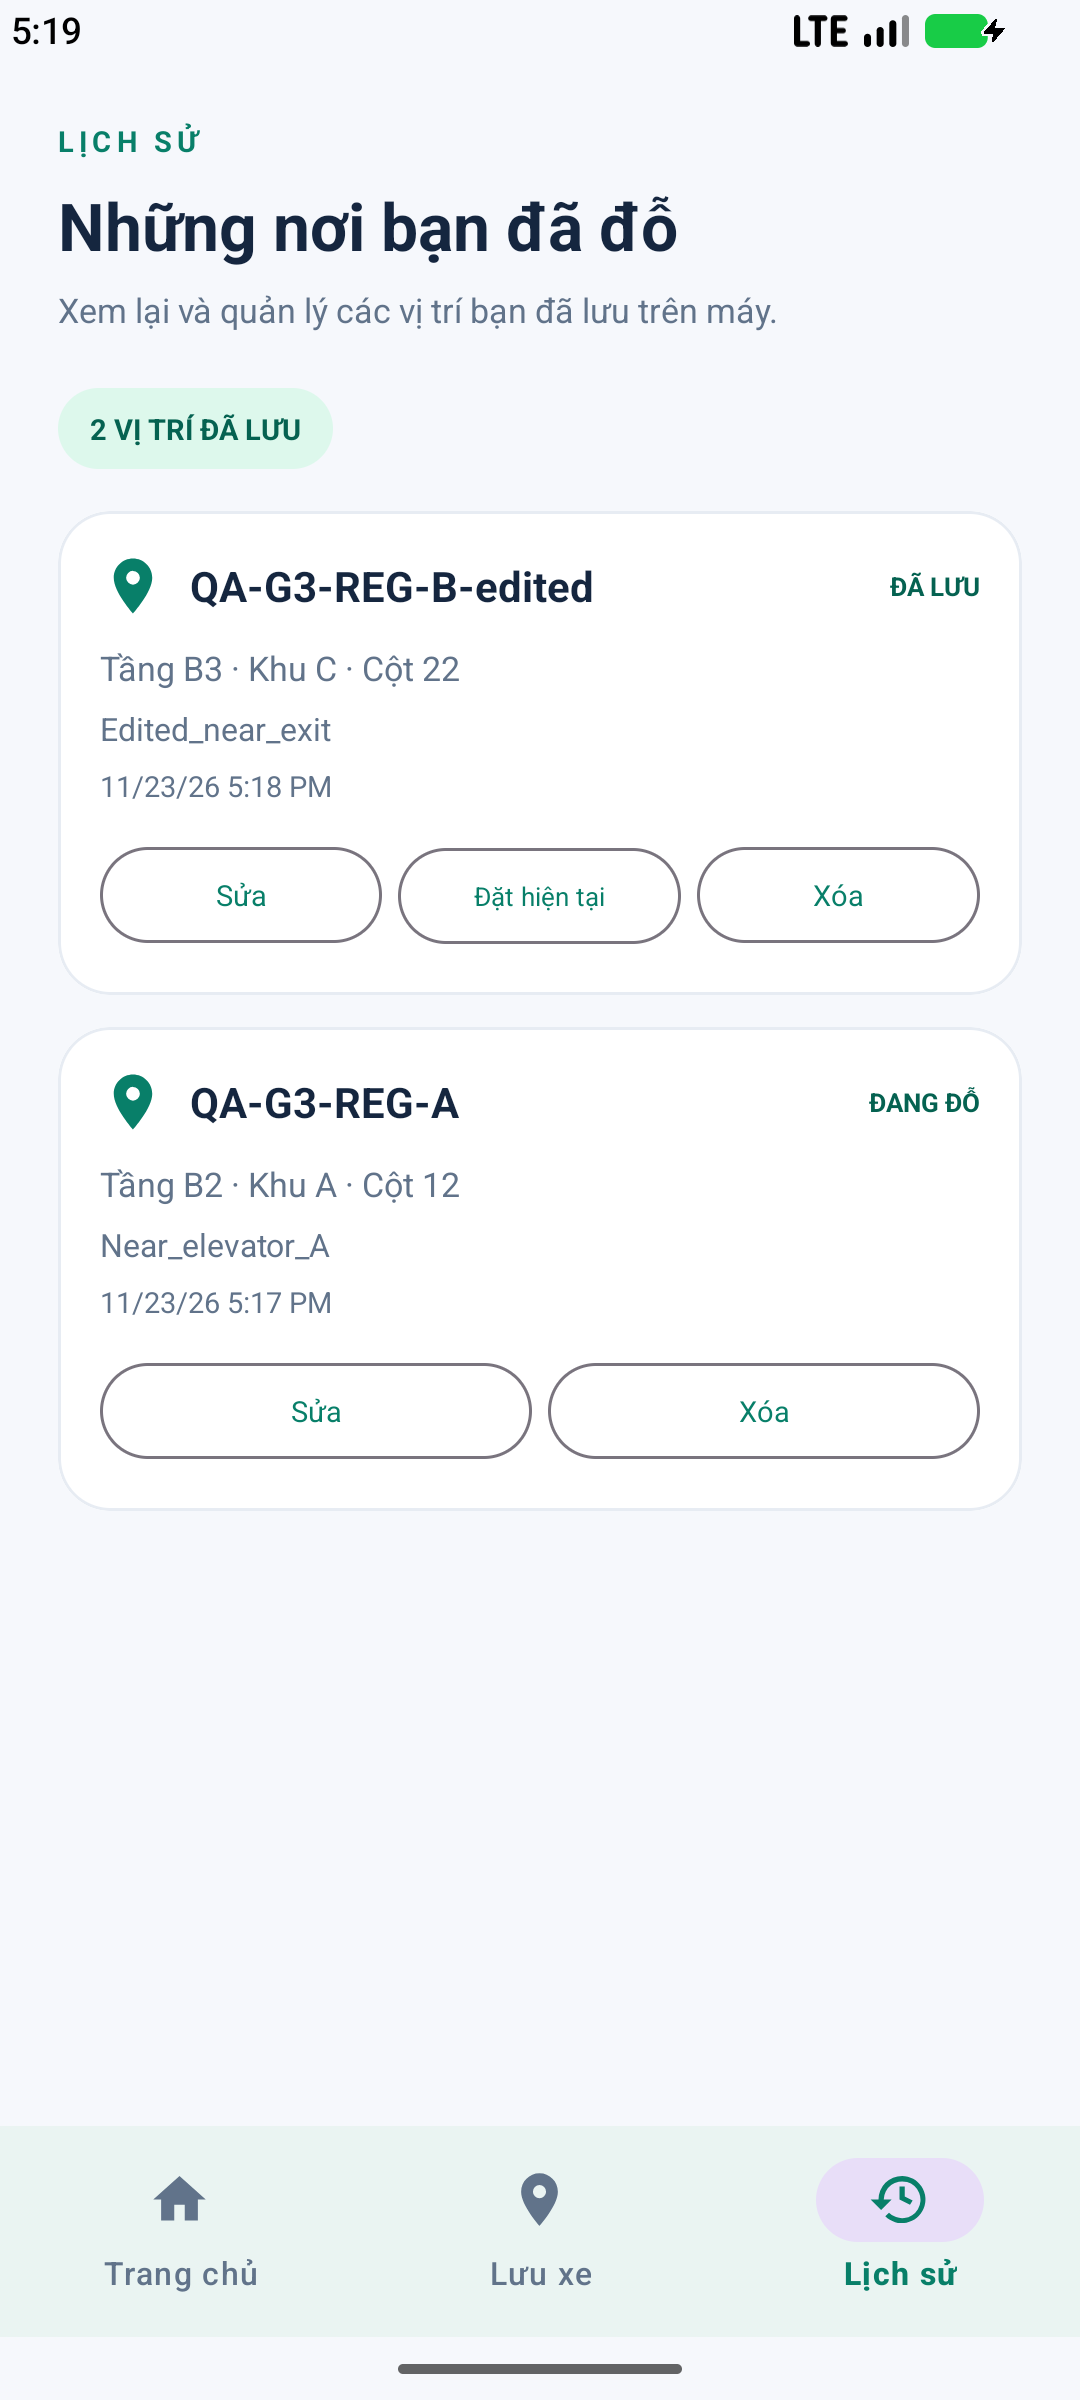 5:19
LTE
LỊCH SỬ
Những nơi bạn đã đỗ
Xem lại và quản lý các vị trí bạn đã lưu trên máy.
2 VỊ TRÍ ĐÃ LƯU
QA-G3-REG-B-edited
ĐÃ LƯU
Tầng B3 · Khu C · Cột 22
Edited_near_exit
11/23/26 5:18 PM
Sửa
Đặt hiện tại
Xóa
QA-G3-REG-A
ĐANG ĐỖ
Tầng B2 · Khu A · Cột 12
Near_elevator_A
11/23/26 5:17 PM
Sửa
Xóa
Trang chủ
Lưu xe
Lịch sử